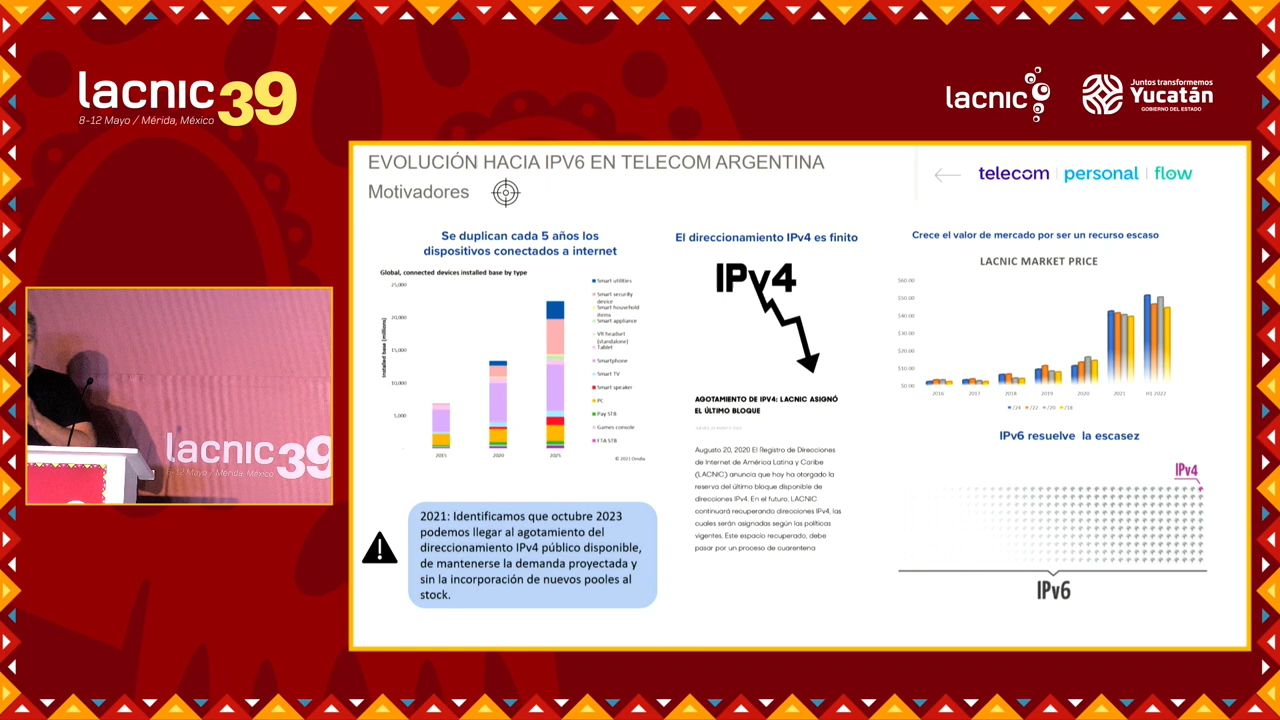 lacnic 39
8-12 Mayo / Mérida, México
lacnic
Juntos transformemos
Yucatán
GOBIERNO DEL ESTADO
EVOLUCIÓN HACIA IPV6 EN TELECOM ARGENTINA
Motivadores
telecom | personal | flow
Se duplican cada 5 años los
dispositivos conectados a internet
Global, connected devices installed base by type
Installed base (millions)
25,000
20,000
15,000
10,000
5,000
2015
2020
2025
Smart utilities
Smart security
device
Smart household
items
Smart appliance
VR headset
(standalone)
Tablet
Smartphone
Smart TV
Smart speaker
PC
Pay STB
Games console
FTA STB
© 2021 Omdia
2021: Identificamos que octubre 2023
podemos llegar al agotamiento del
direccionamiento IPv4 público disponible,
de mantenerse la demanda proyectada y
sin la incorporación de nuevos pooles al
stock.
El direccionamiento IPv4 es finito
IPv4
AGOTAMIENTO DE IPV4: LACNIC ASIGNÓ
EL ÚLTIMO BLOQUE
Augusto 20, 2020 El Registro de Direcciones
de Internet de América Latina y Caribe
(LACNIC) anuncia que hoy ha otorgado la
reserva del último bloque disponible de
direcciones IPv4. En el futuro, LACNIC
continuará recuperando direcciones IPv4, las
cuales serán asignadas según las políticas
vigentes. Este espacio recuperado, debe
pasar por un proceso de cuarentena
Crece el valor de mercado por ser un recurso escaso
LACNIC MARKET PRICE
$60.00
$50.00
$40.00
$30.00
$20.00
$10.00
$0.00
2016 2017 2018 2019 2020 2021 H1 2022
/24 /22 /20 /18
IPv6 resuelve la escasez
IPv4
IPv6
lacnic 39
8-12 Mayo / Mérida, México